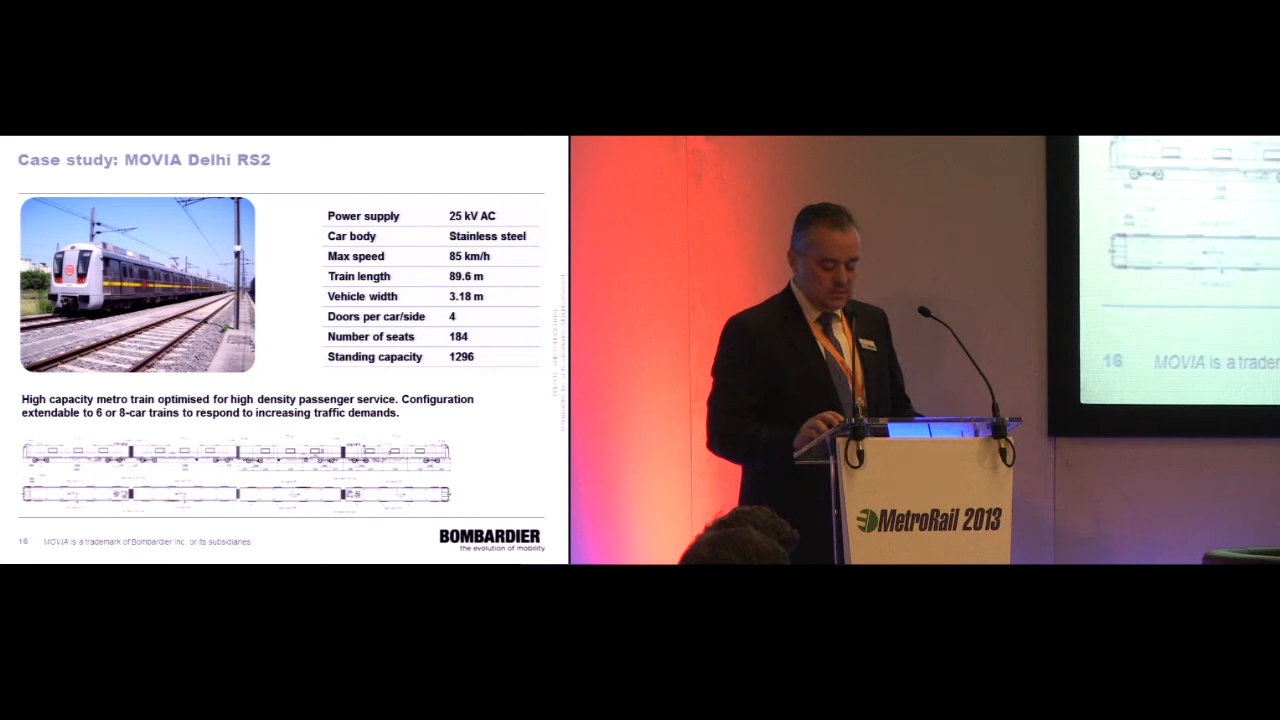 Case study: MOVIA Delhi RS2
Power supply 25 kV AC
Car body Stainless steel
Max speed 85 km/h
Train length 89.6 m
Vehicle width 3.18 m
Doors per car/side 4
Number of seats 184
Standing capacity 1296
High capacity metro train optimised for high density passenger service. Configuration
extendable to 6 or 8-car trains to respond to increasing traffic demands.
16 MOVIA is a trademark of Bombardier Inc. or its subsidiaries.
BOMBARDIER
the evolution of mobility
16 MOVIA is a tradem
MetroRail 2013